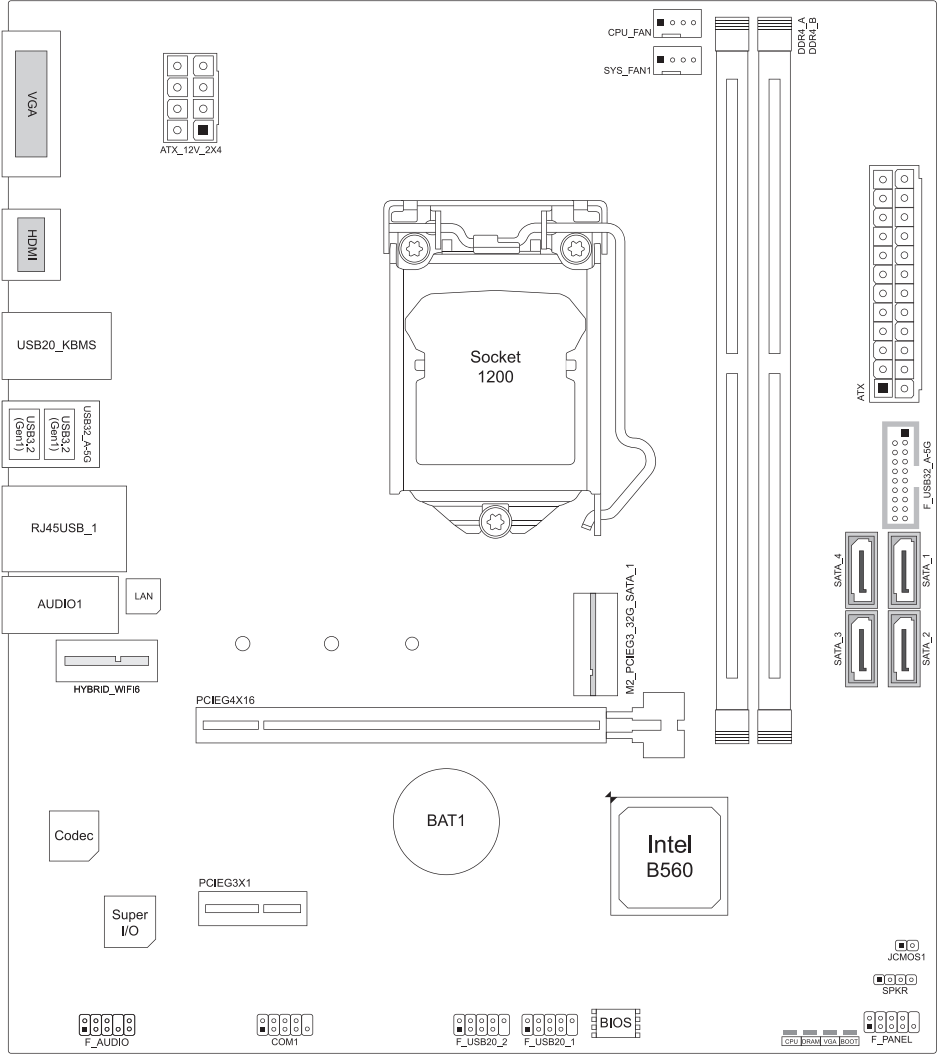 CPU_FAN
SYS_FAN1
DDR4_A
DDR4_B
VGA
ATX_12V_2X4
HDMI
USB20_KBMS
Socket
1200
ATX
USB3.2
(Gen1)
USB3.2
(Gen1)
USB32_A-5G
F_USB32_A-5G
RJ45USB_1
SATA_4
SATA_1
AUDIO1
LAN
M2_PCIEG3_32G_SATA_1
SATA_3
SATA_2
HYBRID_WIFI6
PCIEG4X16
BAT1
Codec
Intel
B560
PCIEG3X1
Super
I/O
JCMOS1
SPKR
F_AUDIO
COM1
F_USB20_2
F_USB20_1
BIOS
CPU DRAM VGA BOOT
F_PANEL